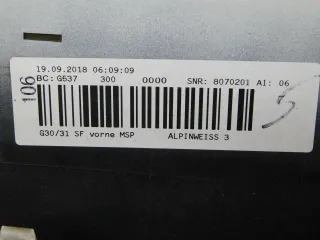 19.09.2018 06:09:09
BC: G537 300 0000 SNR: 8070201 AI: 06
106
G30/31 SF vorne MSP ALPINWEISS 3